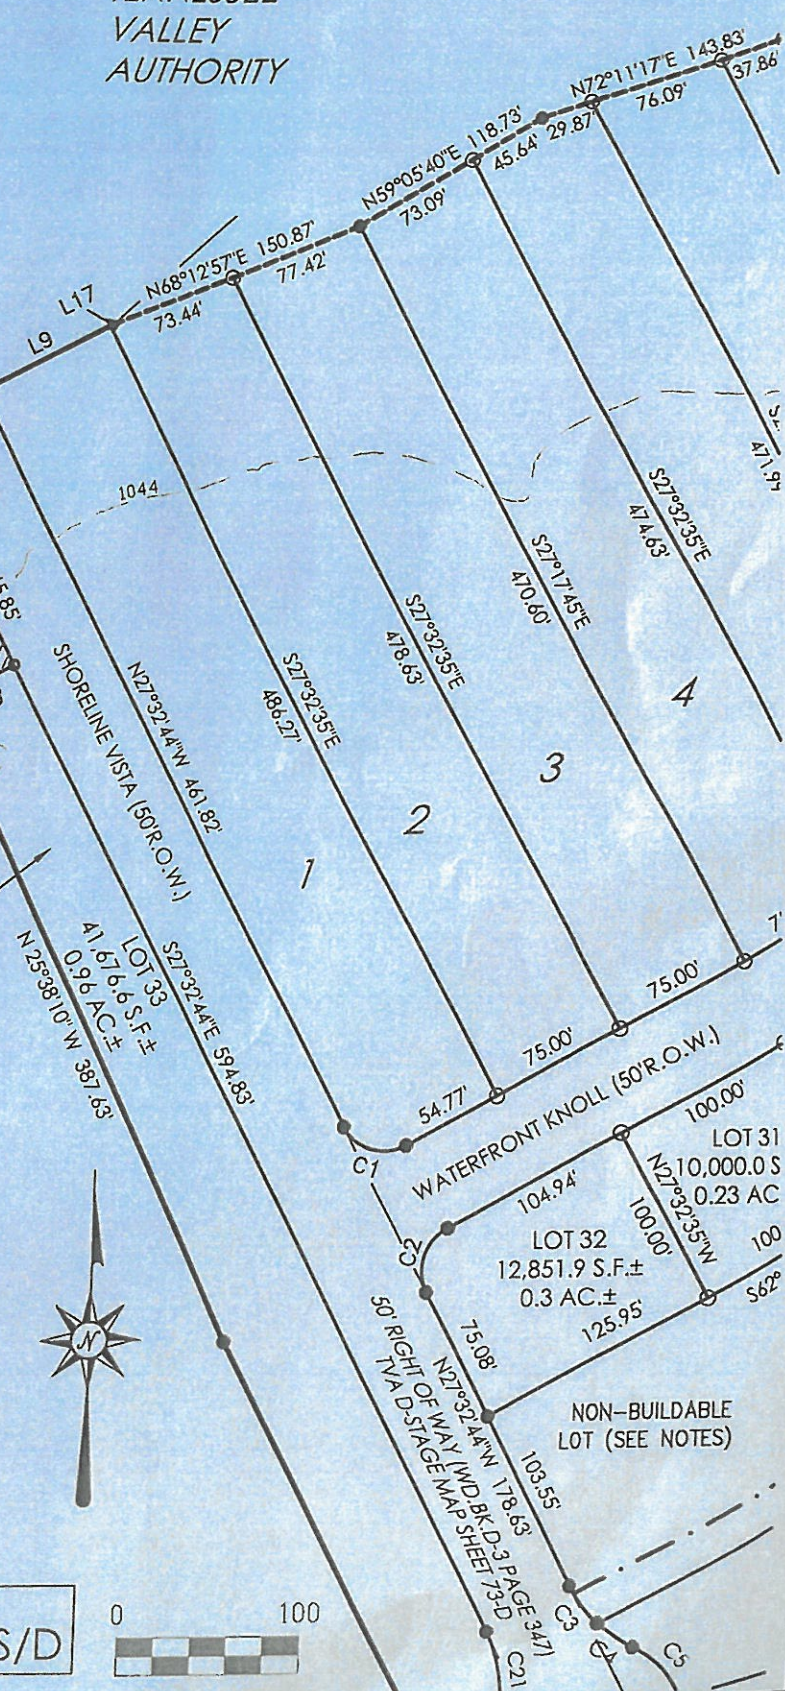 VALLEY
AUTHORITY
N72°11'17"E 143.83'
37.86'
76.09'
29.87'
N59°05'40"E 118.73'
45.64'
73.09'
N68°12'57"E 150.87'
77.42'
73.44'
L17
L9
1044
S27°32'35"E
474.63'
S27°17'45"E
470.60'
S27°32'35"E
478.63'
S27°32'35"E
486.27'
N27°32'44"W 461.82'
SHORELINE VISTA (50'R.O.W.)
1
2
3
4
LOT 33
41,676.6 S.F.±
0.96 AC.±
N 25°38'10" W 387.63'
S27°32'44"E 594.83'
75.00'
75.00'
54.77'
WATERFRONT KNOLL (50'R.O.W.)
C1
C2
104.94'
100.00'
LOT 31
10,000.0 S
0.23 AC
N27°32'35"W
100.00'
LOT 32
12,851.9 S.F.±
0.3 AC.±
125.95'
100
S62°
75.08'
N27°32'44"W 178.63'
103.55'
50' RIGHT OF WAY (WD.BK.D-3 PAGE 347)
TVA D-STAGE MAP SHEET 73-D
NON-BUILDABLE
LOT (SEE NOTES)
N
C3
C4
C5
C21
0 100
S/D